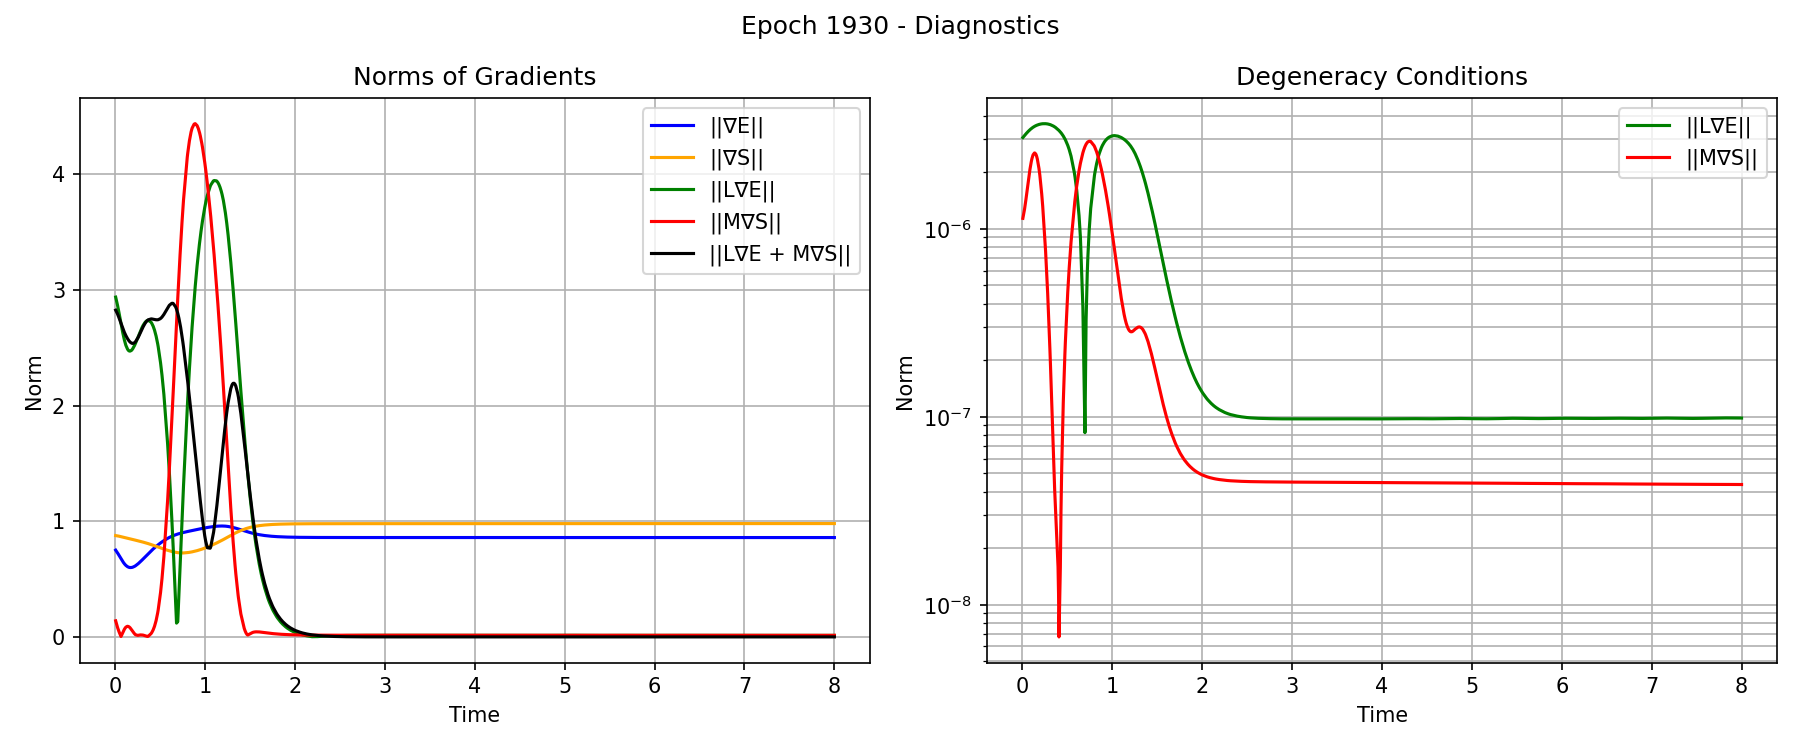 Epoch 1930 - Diagnostics
Norms of Gradients
Norm
4
3
2
1
0
0 1 2 3 4 5 6 7 8
Time
||∇E||
||∇S||
||L∇E||
||M∇S||
||L∇E + M∇S||
Degeneracy Conditions
Norm
10⁻⁶
10⁻⁷
10⁻⁸
0 1 2 3 4 5 6 7 8
Time
||L∇E||
||M∇S||